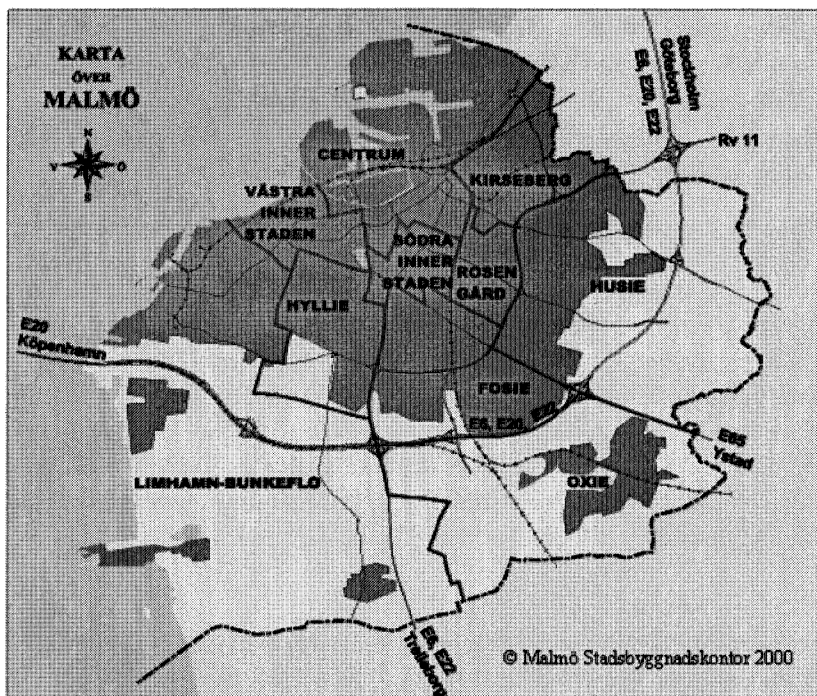 KARTA
ÖVER
MALMÖ
N
V Ö
S
Stockholm
Göteborg
E6, E20, E22
Rv 11
CENTRUM
KIRSEBERG
VÄSTRA
INNER
STADEN
SÖDRA
INNER
STADEN
ROSEN
GÅRD
HUSIE
HYLLIE
E20
Köpenhamn
FOSIE
E6, E20, E22
E65
Ystad
LIMHAMN-BUNKEFLO
OXIE
E6, E22
Trelleborg
© Malmö Stadsbyggnadskontor 2000